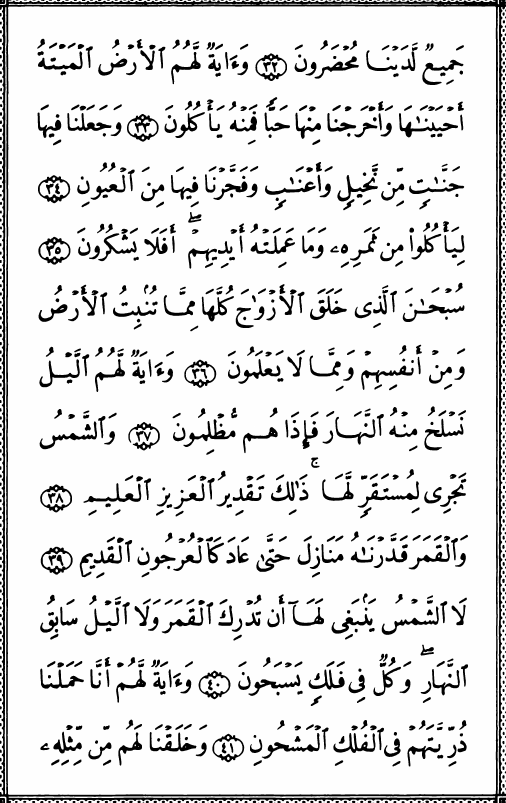 جَمِيعٌ لَّدَيْنَا مُحْضَرُونَ ٣٢ وَءَايَةٌ لَّهُمُ ٱلْأَرْضُ ٱلْمَيْتَةُ
أَحْيَيْنَـٰهَا وَأَخْرَجْنَا مِنْهَا حَبًّا فَمِنْهُ يَأْكُلُونَ ٣٣ وَجَعَلْنَا فِيهَا
جَنَّـٰتٍ مِّن نَّخِيلٍ وَأَعْنَـٰبٍ وَفَجَّرْنَا فِيهَا مِنَ ٱلْعُيُونِ ٣٤
لِيَأْكُلُوا۟ مِن ثَمَرِهِۦ وَمَا عَمِلَتْهُ أَيْدِيهِمْ ۖ أَفَلَا يَشْكُرُونَ ٣٥
سُبْحَـٰنَ ٱلَّذِى خَلَقَ ٱلْأَزْوَٰجَ كُلَّهَا مِمَّا تُنۢبِتُ ٱلْأَرْضُ
وَمِنْ أَنفُسِهِمْ وَمِمَّا لَا يَعْلَمُونَ ٣٦ وَءَايَةٌ لَّهُمُ ٱلَّيْلُ
نَسْلَخُ مِنْهُ ٱلنَّهَارَ فَإِذَا هُم مُّظْلِمُونَ ٣٧ وَٱلشَّمْسُ
تَجْرِى لِمُسْتَقَرٍّ لَّهَا ۚ ذَٰلِكَ تَقْدِيرُ ٱلْعَزِيزِ ٱلْعَلِيمِ ٣٨
وَٱلْقَمَرَ قَدَّرْنَـٰهُ مَنَازِلَ حَتَّىٰ عَادَ كَٱلْعُرْجُونِ ٱلْقَدِيمِ ٣٩
لَا ٱلشَّمْسُ يَنۢبَغِى لَهَآ أَن تُدْرِكَ ٱلْقَمَرَ وَلَا ٱلَّيْلُ سَابِقُ
ٱلنَّهَارِ ۖ وَكُلٌّ فِى فَلَكٍ يَسْبَحُونَ ٤٠ وَءَايَةٌ لَّهُمْ أَنَّا حَمَلْنَا
ذُرِّيَّتَهُمْ فِى ٱلْفُلْكِ ٱلْمَشْحُونِ ٤١ وَخَلَقْنَا لَهُم مِّن مِّثْلِهِۦ